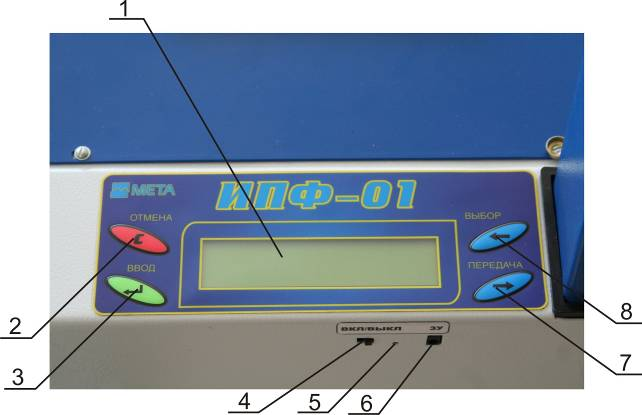 1
МЕТА
ИПФ-01
ОТМЕНА
ВЫБОР
ВВОД
ПЕРЕДАЧА
ВКЛ/ВЫКЛ ЗУ
2
3
4
5
6
7
8